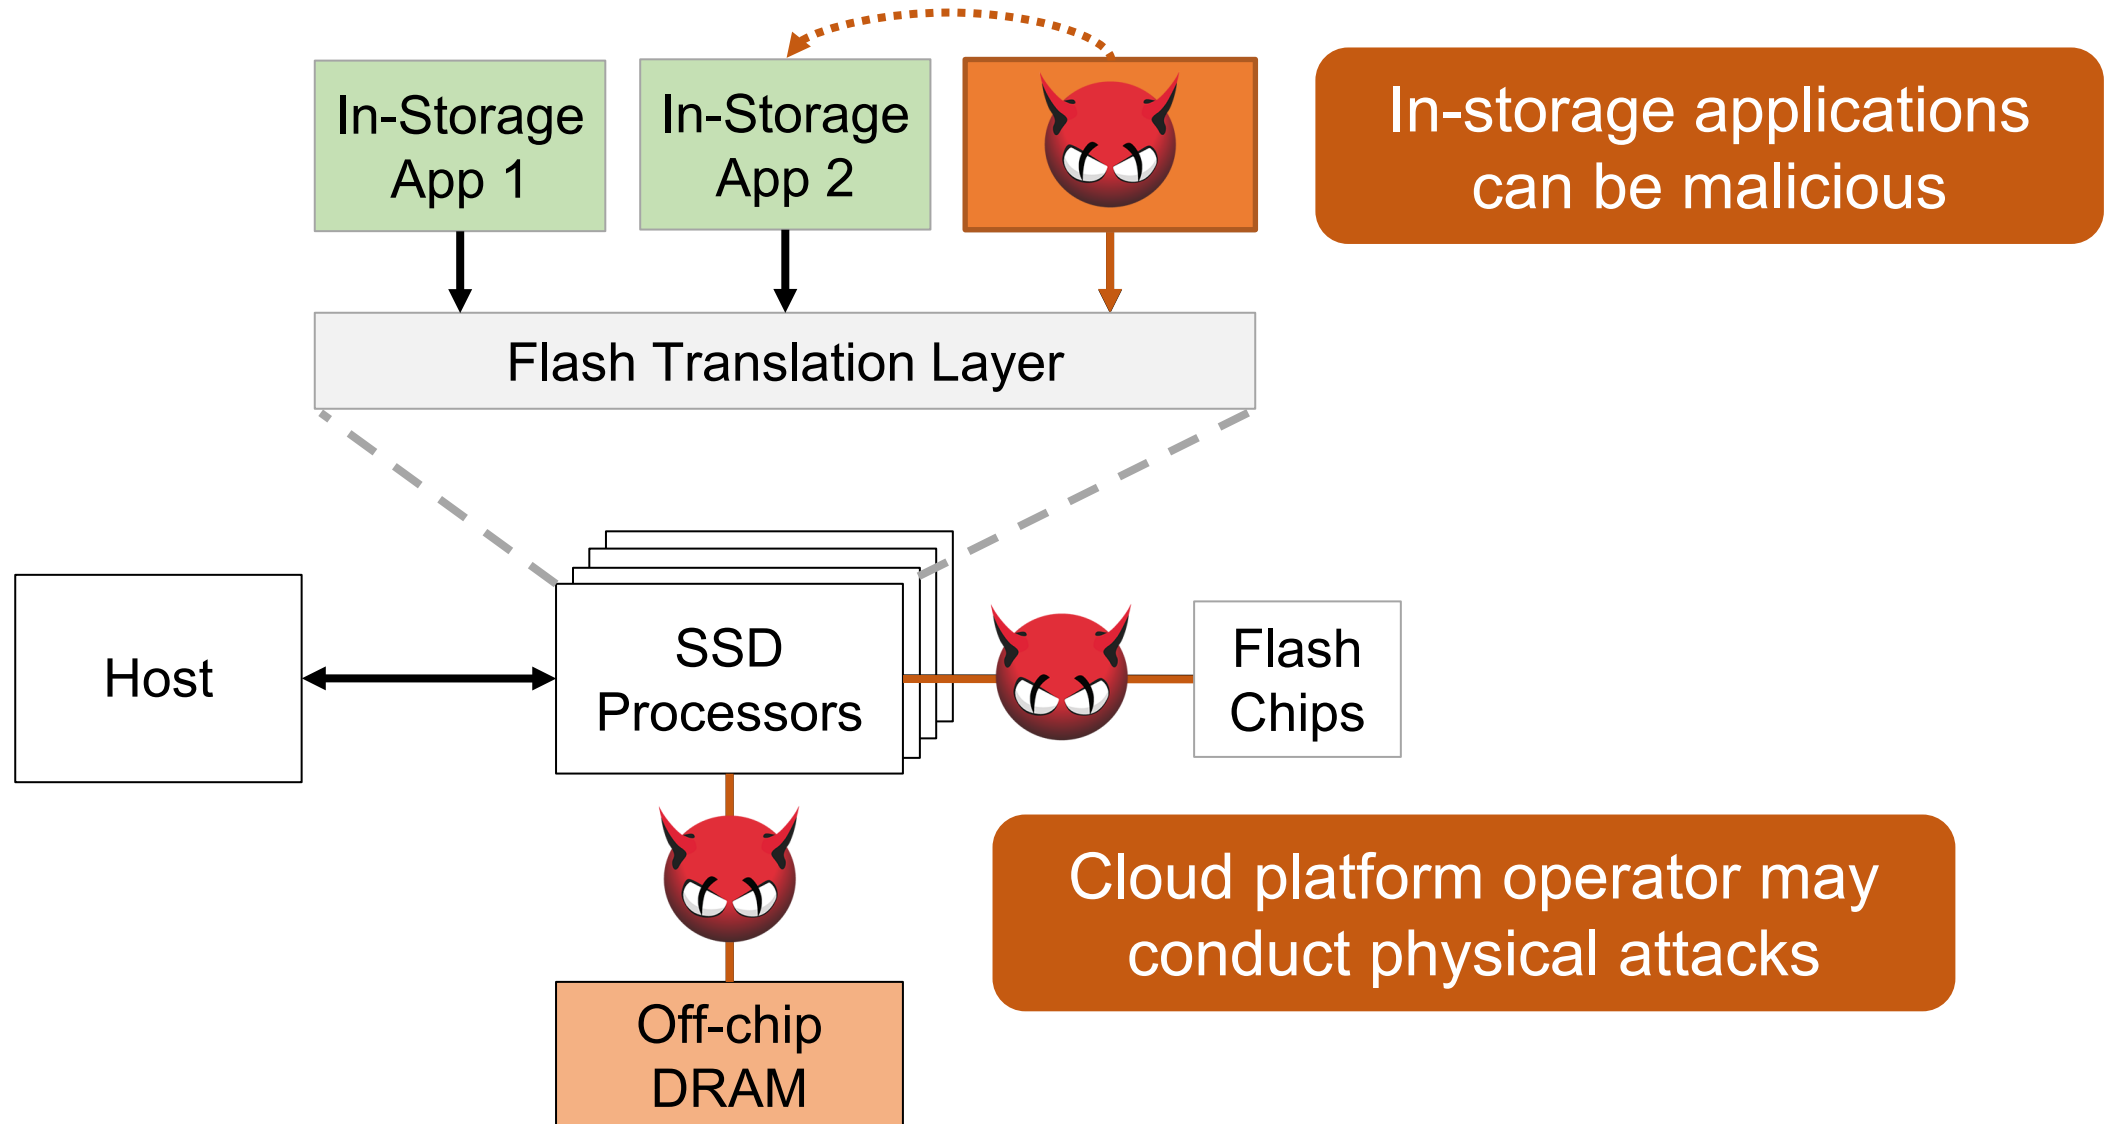 In-Storage
App 1
In-Storage
App 2
In-storage applications
can be malicious
Flash Translation Layer
Host
SSD
Processors
Flash
Chips
Cloud platform operator may
conduct physical attacks
Off-chip
DRAM